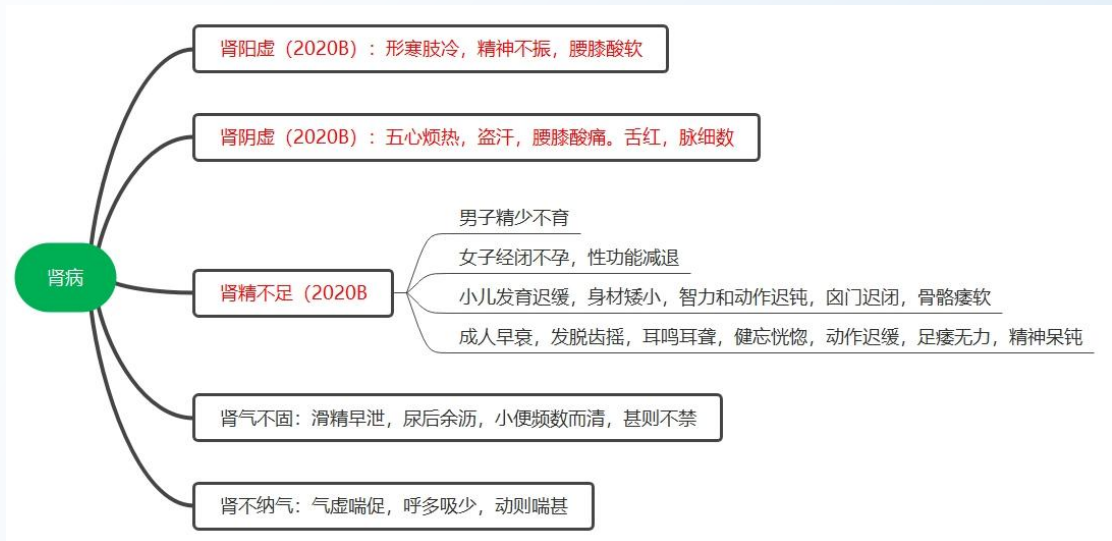 肾阳虚（2020B）：形寒肢冷，精神不振，腰膝酸软
肾阴虚（2020B）：五心烦热，盗汗，腰膝酸痛。舌红，脉细数
男子精少不育
女子经闭不孕，性功能减退
肾病
肾精不足（2020B
小儿发育迟缓，身材矮小，智力和动作迟钝，囟门迟闭，骨骼痿软
成人早衰，发脱齿摇，耳鸣耳聋，健忘恍惚，动作迟缓，足痿无力，精神呆钝
肾气不固：滑精早泄，尿后余沥，小便频数而清，甚则不禁
肾不纳气：气虚喘促，呼多吸少，动则喘甚